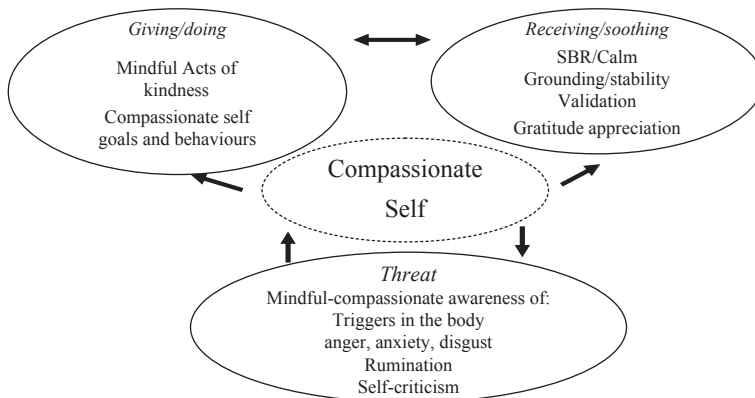 Giving/doing
Mindful Acts of
kindness
Compassionate self
goals and behaviours
Receiving/soothing
SBR/Calm
Grounding/stability
Validation
Gratitude appreciation
Compassionate
Self
Threat
Mindful-compassionate awareness of:
Triggers in the body
anger, anxiety, disgust
Rumination
Self-criticism